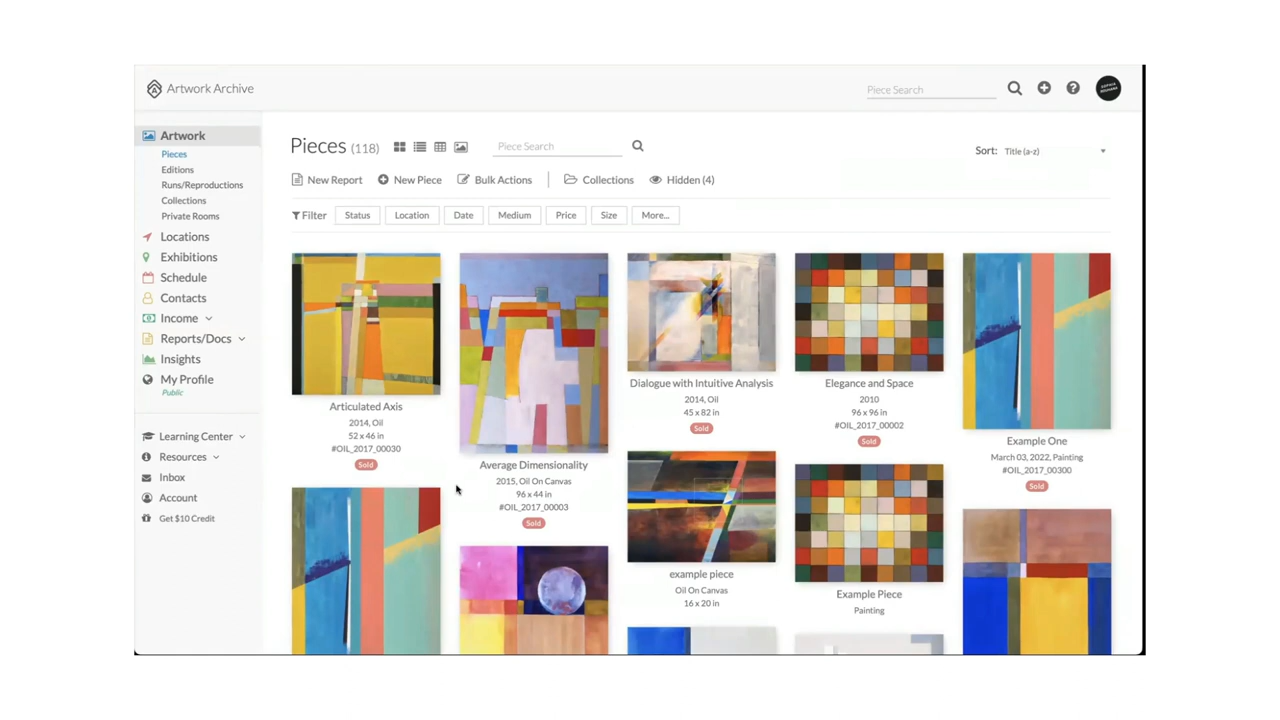 Artwork Archive
Piece Search
Artwork
Pieces
Editions
Runs/Reproductions
Collections
Private Rooms
Locations
Exhibitions
Schedule
Contacts
Income
Reports/Docs
Insights
My Profile
Public
Learning Center
Resources
Inbox
Account
Get $10 Credit
Pieces (118)
Piece Search
Sort: Title (a-z)
New Report
New Piece
Bulk Actions
Collections
Hidden (4)
Filter
Status
Location
Date
Medium
Price
Size
More...
Articulated Axis
2014, Oil
52 x 46 in
#OIL_2017_00030
Sold
Average Dimensionality
2015, Oil On Canvas
96 x 44 in
#OIL_2017_00003
Sold
Dialogue with Intuitive Analysis
2014, Oil
45 x 82 in
Sold
example piece
Oil On Canvas
16 x 20 in
Elegance and Space
2010
96 x 96 in
#OIL_2017_00002
Sold
Example Piece
Painting
Example One
March 03, 2022, Painting
#OIL_2017_00300
Sold